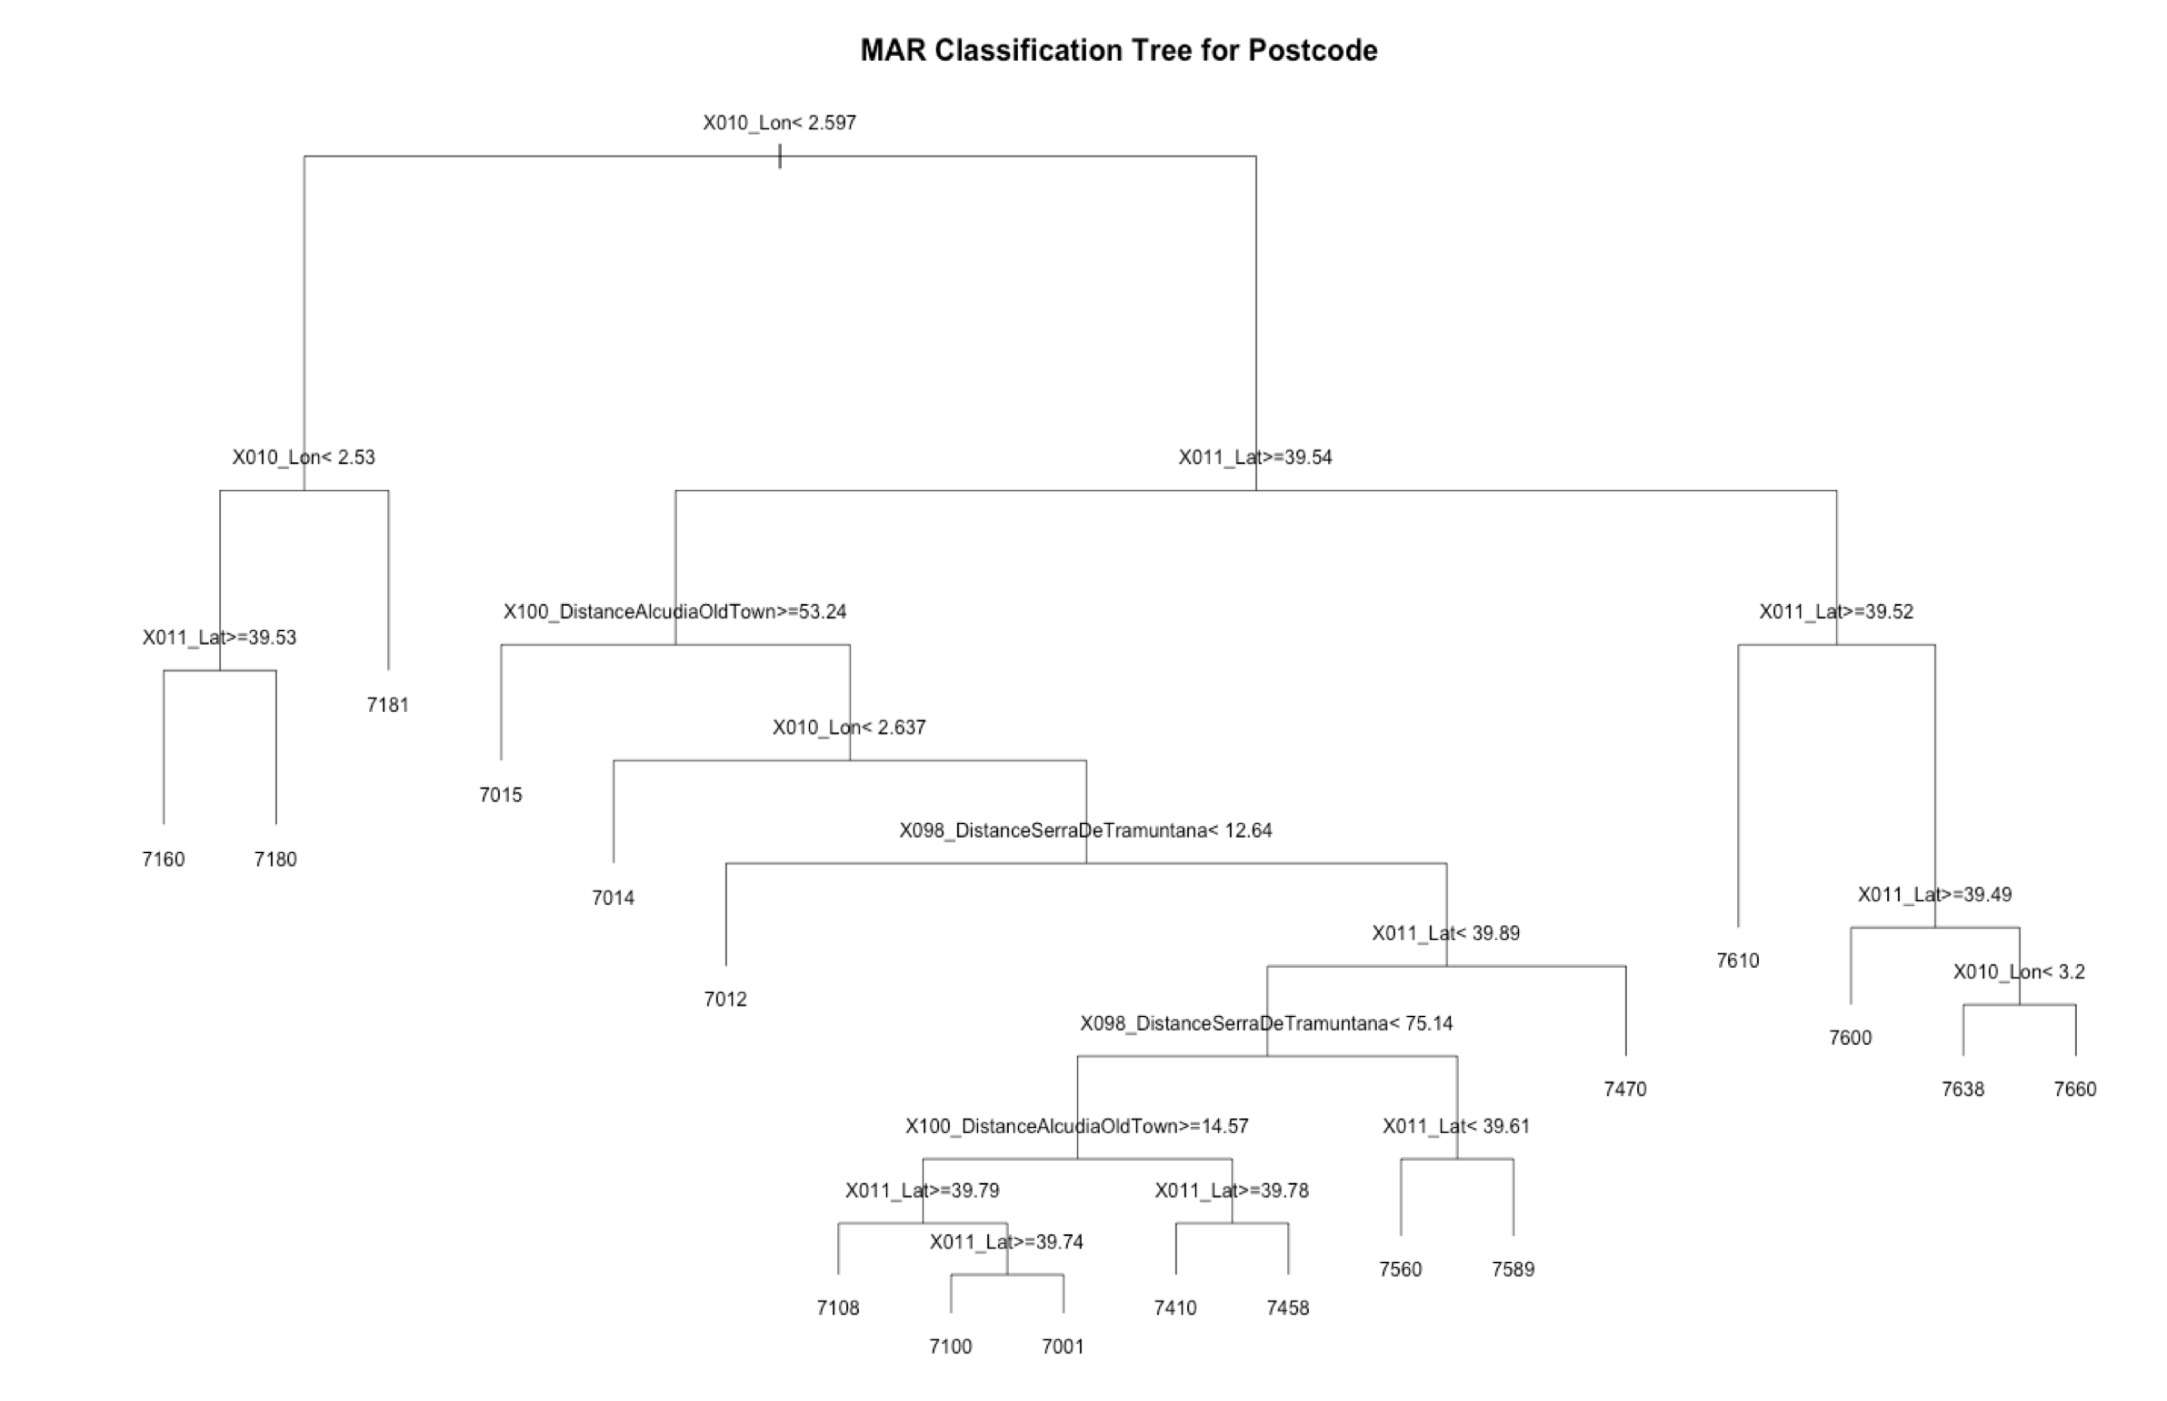 MAR Classification Tree for Postcode
X010_Lon< 2.597
X010_Lon< 2.53
X011_Lat>=39.54
X100_DistanceAlcudiaOldTown>=53.24
X011_Lat>=39.52
X011_Lat>=39.53
7181
X010_Lon< 2.637
7015
X098_DistanceSerraDeTramuntana< 12.64
7160
7180
7014
X011_Lat>=39.49
X011_Lat< 39.89
7610
X010_Lon< 3.2
7012
X098_DistanceSerraDeTramuntana< 75.14
7600
7470
7638
7660
X100_DistanceAlcudiaOldTown>=14.57
X011_Lat< 39.61
X011_Lat>=39.79
X011_Lat>=39.78
X011_Lat>=39.74
7560
7589
7108
7410
7458
7100
7001